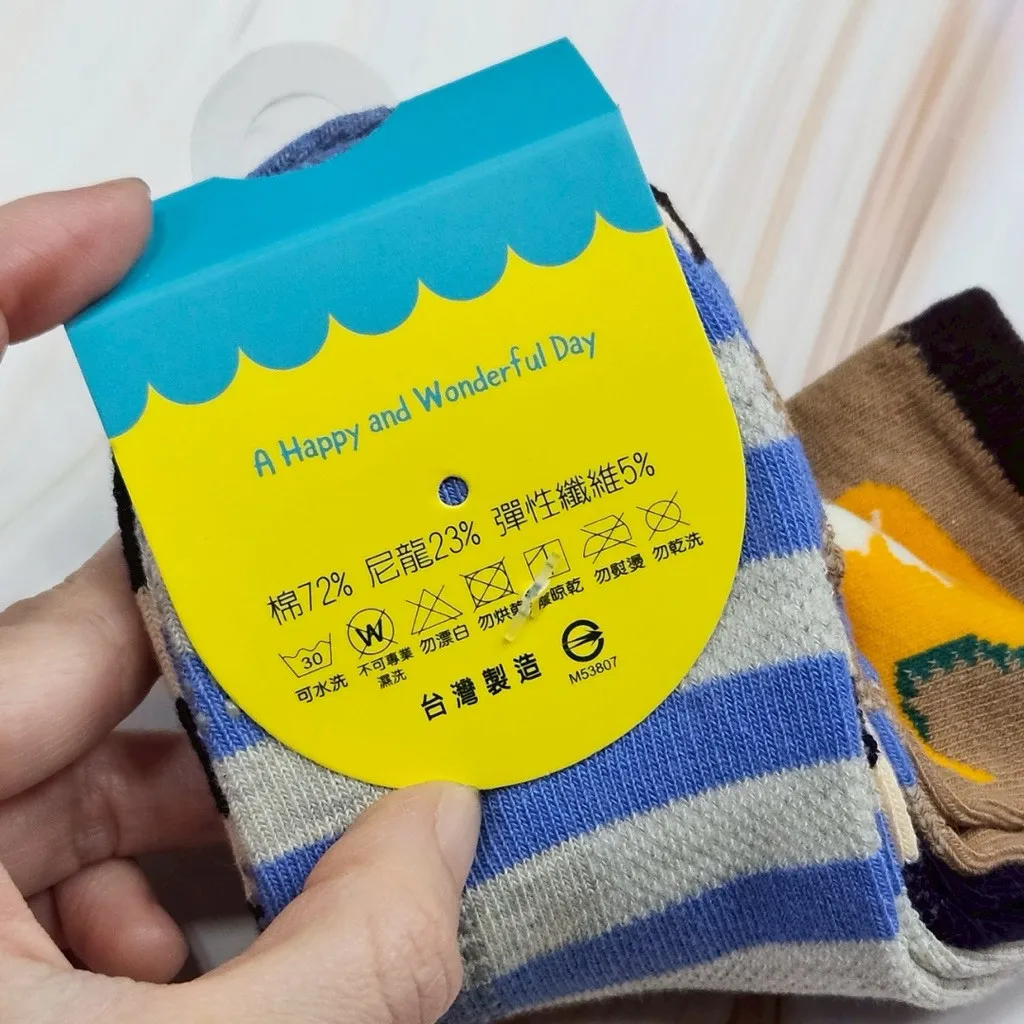 A Happy and Wonderful Day
棉72% 尼龍23% 彈性纖維5%
30 W
可水洗 不可專業 勿漂白 勿烘乾 晾乾 勿熨燙 勿乾洗
濕洗
台灣製造
M53807